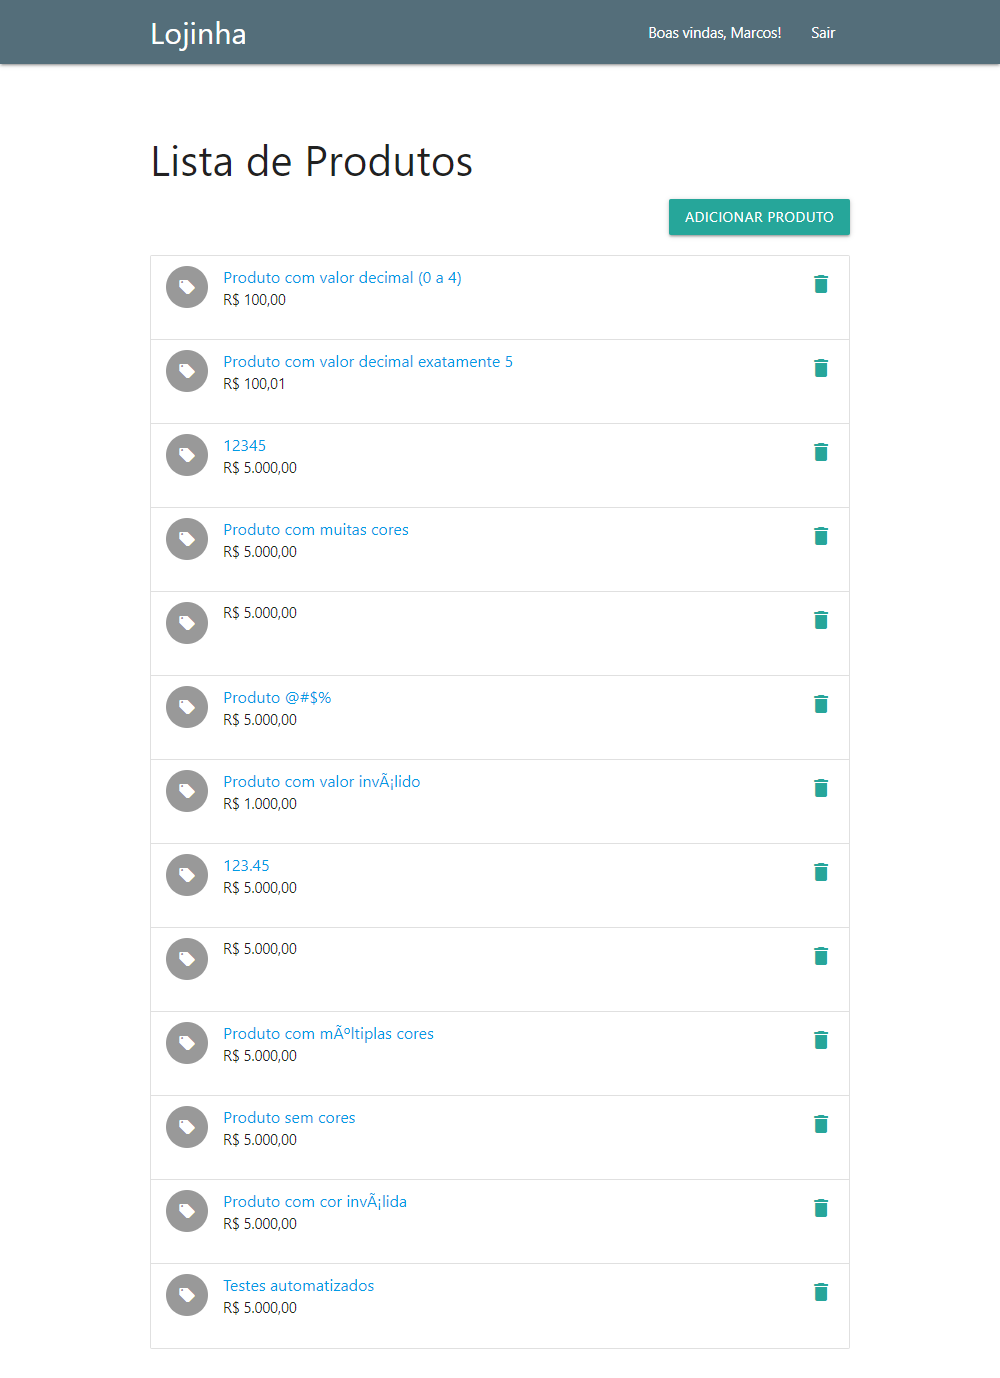 Lojinha
Boas vindas, Marcos! Sair
Lista de Produtos
ADICIONAR PRODUTO
Produto com valor decimal (0 a 4)
R$ 100,00
Produto com valor decimal exatamente 5
R$ 100,01
12345
R$ 5.000,00
Produto com muitas cores
R$ 5.000,00
R$ 5.000,00
Produto @#$%
R$ 5.000,00
Produto com valor invÃ¡lido
R$ 1.000,00
123.45
R$ 5.000,00
R$ 5.000,00
Produto com mÃºltiplas cores
R$ 5.000,00
Produto sem cores
R$ 5.000,00
Produto com cor invÃ¡lida
R$ 5.000,00
Testes automatizados
R$ 5.000,00